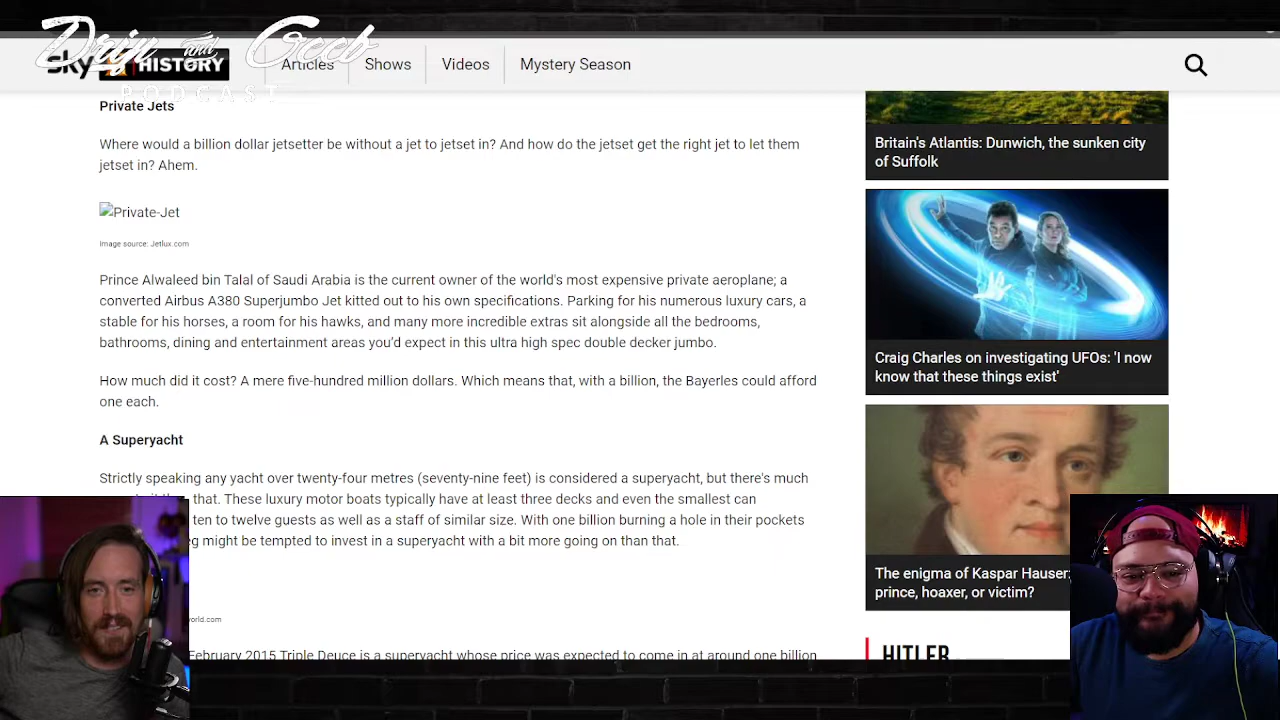 Drin and Geeb
PODCAST
sky HISTORY
Articles
Shows
Videos
Mystery Season
Private Jets
Where would a billion dollar jetsetter be without a jet to jetset in? And how do the jetset get the right jet to let them
jetset in? Ahem.
Private-Jet
Image source: Jetlux.com
Prince Alwaleed bin Talal of Saudi Arabia is the current owner of the world's most expensive private aeroplane; a
converted Airbus A380 Superjumbo Jet kitted out to his own specifications. Parking for his numerous luxury cars, a
stable for his horses, a room for his hawks, and many more incredible extras sit alongside all the bedrooms,
bathrooms, dining and entertainment areas you’d expect in this ultra high spec double decker jumbo.
How much did it cost? A mere five-hundred million dollars. Which means that, with a billion, the Bayerles could afford
one each.
A Superyacht
Strictly speaking any yacht over twenty-four metres (seventy-nine feet) is considered a superyacht, but there's much
that. These luxury motor boats typically have at least three decks and even the smallest can
ten to twelve guests as well as a staff of similar size. With one billion burning a hole in their pockets
might be tempted to invest in a superyacht with a bit more going on than that.
world.com
February 2015 Triple Deuce is a superyacht whose price was expected to come in at around one billion
Britain's Atlantis: Dunwich, the sunken city
of Suffolk
Craig Charles on investigating UFOs: 'I now
know that these things exist'
The enigma of Kaspar Hauser:
prince, hoaxer, or victim?
HITLER